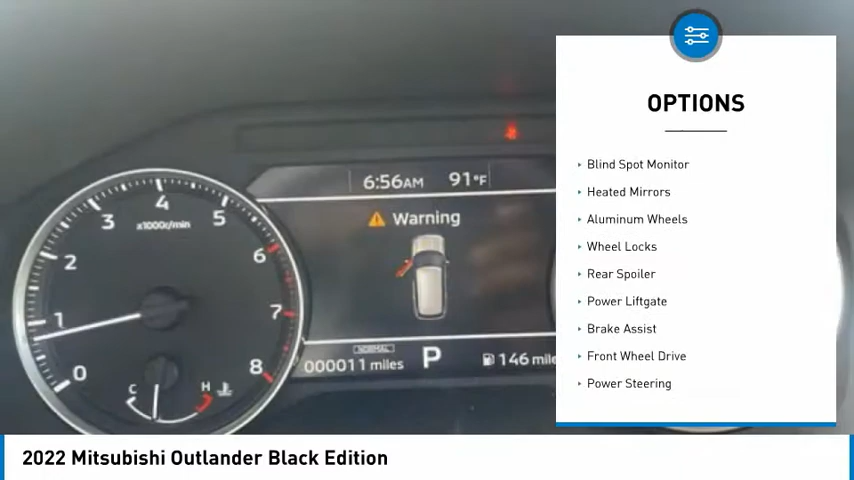 4
3
5
x1000r/min
2
6
1
7
0
8
C
H
6:56AM 91°F
Warning
NORMAL
000011 miles
P
146 mile
OPTIONS
Blind Spot Monitor
Heated Mirrors
Aluminum Wheels
Wheel Locks
Rear Spoiler
Power Liftgate
Brake Assist
Front Wheel Drive
Power Steering
2022 Mitsubishi Outlander Black Edition